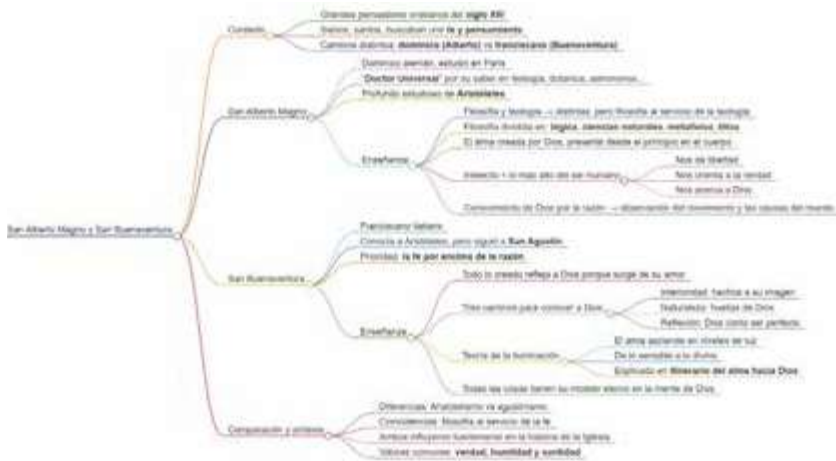 San Alberto Magno y San Buenaventura
Contexto
Grandes pensadores cristianos del siglo XIII
Sabios, santos, buscaban unir fe y pensamiento
Caminos distintos: dominico (Alberto) vs franciscano (Buenaventura)
San Alberto Magno
Dominico alemán, estudió en París
"Doctor Universal" por su saber en teología, botánica, astronomía...
Profundo estudioso de Aristóteles
Enseñanza
Filosofía y teología → distintas, pero filosofía al servicio de la teología
Filosofía dividida en: lógica, ciencias naturales, metafísica, ética
El alma creada por Dios, presente desde el principio en el cuerpo
Intelecto = lo más alto del ser humano
Nos da libertad
Nos orienta a la verdad
Nos acerca a Dios
Conocimiento de Dios por la razón → observación del movimiento y las causas del mundo
San Buenaventura
Franciscano italiano
Conocía a Aristóteles, pero siguió a San Agustín
Prioridad: la fe por encima de la razón
Enseñanza
Todo lo creado refleja a Dios porque surge de su amor
Tres caminos para conocer a Dios
Interioridad: hechos a su imagen
Naturaleza: huellas de Dios
Reflexión: Dios como ser perfecto
Teoría de la Iluminación
El alma asciende en niveles de luz
De lo sensible a lo divino
Explicado en Itinerario del alma hacia Dios
Todas las cosas tienen su modelo eterno en la mente de Dios
Comparación y síntesis
Diferencias: Aristotelismo vs agustinismo
Coincidencias: filosofía al servicio de la fe
Ambos influyeron fuertemente en la historia de la Iglesia
Valores comunes: verdad, humildad y santidad